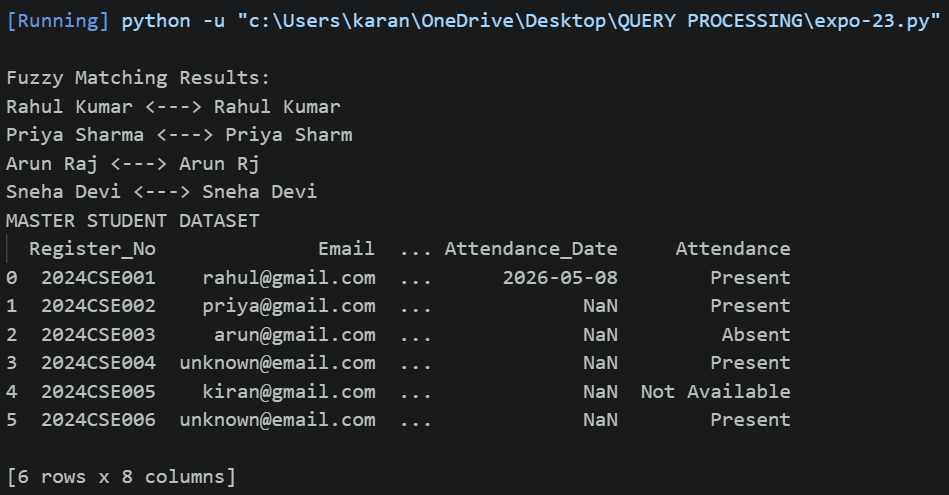 [Running] python -u "c:\Users\karan\OneDrive\Desktop\QUERY PROCESSING\expo-23.py"
Fuzzy Matching Results:
Rahul Kumar <---> Rahul Kumar
Priya Sharma <---> Priya Sharm
Arun Raj <---> Arun Rj
Sneha Devi <---> Sneha Devi
MASTER STUDENT DATASET
  Register_No              Email  ... Attendance_Date     Attendance
0  2024CSE001    rahul@gmail.com  ...      2026-05-08        Present
1  2024CSE002    priya@gmail.com  ...             NaN        Present
2  2024CSE003     arun@gmail.com  ...             NaN         Absent
3  2024CSE004  unknown@email.com  ...             NaN        Present
4  2024CSE005    kiran@gmail.com  ...             NaN  Not Available
5  2024CSE006  unknown@email.com  ...             NaN        Present
[6 rows x 8 columns]